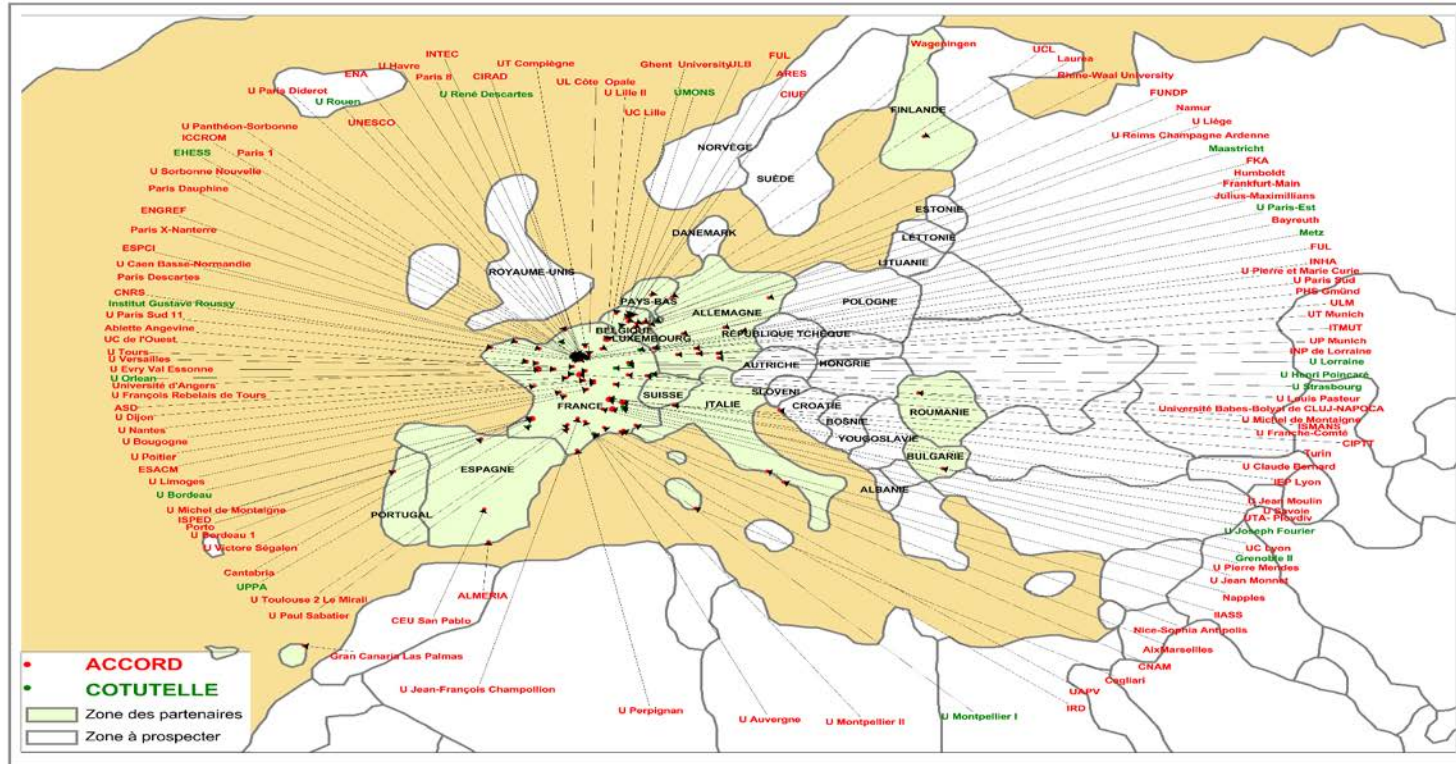 INTEC
U Havre
ENA
Paris 8
CIRAD
UT Complègne
UL Côte Opale
U Lille II
UC Lille
Ghent University
ULB
FUL
ARES
CIUF
UMONS
Wageningen
UCL
Laurea
Rhine-Waal University
FUNDP
Namur
U Liège
U Reims Champagne Ardenne
Maastricht
FKA
Humboldt
Frankfurt-Main
Julius-Maximillians
U Paris-Est
Bayreuth
Metz
FUL
INHA
U Pierre et Marie Curie
U Paris Sud
PHS Gmünd
ULM
UT Munich
ITMUT
UP Munich
INP de Lorraine
U Lorraine
U Henri Poincaré
U Strasbourg
U Louis Pasteur
Université Babes-Bolyai de CLUJ-NAPOCA
U Michel de Montaigne
ISMANS
U Franche-Comté
CIPTT
Turin
U Claude Bernard
IEP Lyon
U Jean Moulin
U Savoie
UTA- Plovdiv
U Joseph Fourier
UC Lyon
Grenoble II
U Pierre Mendes
U Jean Monnet
Napples
IIASS
Nice-Sophia Antipolis
AixMarseilles
CNAM
Cagliari
UAPV
IRD
U Montpellier I
U Montpellier II
U Auvergne
U Perpignan
U Jean-François Champollion
Gran Canaria Las Palmas
CEU San Pablo
ALMERIA
U Paris Diderot
U Rouen
U René Descartes
UNESCO
U Panthéon-Sorbonne
ICCROM
EHESS
Paris 1
U Sorbonne Nouvelle
Paris Dauphine
ENGREF
Paris X-Nanterre
ESPCI
U Caen Basse-Normandie
Paris Descartes
CNRS
Institut Gustave Roussy
U Paris Sud 11
Ablette Angevine
UC de l'Ouest
U Tours
U Versailles
U Evry Val Essonne
U Orlean
Université d'Angers
U François Rebelais de Tours
ASD
U Dijon
U Nantes
U Bougogne
U Poitier
ESACM
U Limoges
U Bordeau
U Michel de Montaigne
ISPED
Porto
U Bordeau 1
U Victore Ségalen
Cantabria
UPPA
U Toulouse 2 Le Mirail
U Paul Sabatier
FINLANDE
NORVÈGE
SUÈDE
ESTONIE
LETTONIE
LITUANIE
DANEMARK
ROYAUME-UNIS
PAYS-BAS
ALLEMAGNE
POLOGNE
BELGIQUE
LUXEMBOURG
RÉPUBLIQUE TCHÈQUE
AUTRICHE
HONGRIE
SUISSE
ITALIE
SLOVENI
CROATIE
BOSNIE
YOUGOSLAVIE
ROUMANIE
BULGARIE
ALBANIE
FRANCE
ESPAGNE
PORTUGAL
ACCORD
COTUTELLE
Zone des partenaires
Zone à prospecter